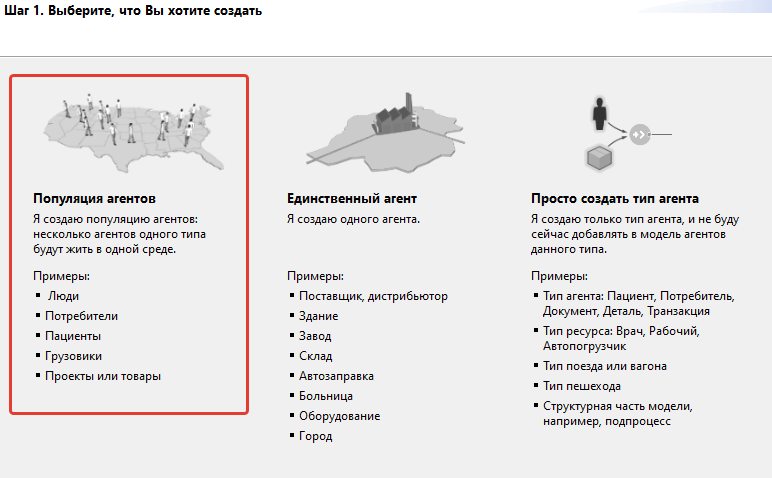 Шаг 1. Выберите, что Вы хотите создать
Популяция агентов
Я создаю популяцию агентов:
несколько агентов одного типа
будут жить в одной среде.
Примеры:
▪ Люди
▪ Потребители
▪ Пациенты
▪ Грузовики
▪ Проекты или товары
Единственный агент
Я создаю одного агента.
Примеры:
▪ Поставщик, дистрибьютор
▪ Здание
▪ Завод
▪ Склад
▪ Автозаправка
▪ Больница
▪ Оборудование
▪ Город
Просто создать тип агента
Я создаю только тип агента, и не буду
сейчас добавлять в модель агентов
данного типа.
Примеры:
▪ Тип агента: Пациент, Потребитель,
Документ, Деталь, Транзакция
▪ Тип ресурса: Врач, Рабочий,
Автопогрузчик
▪ Тип поезда или вагона
▪ Тип пешехода
▪ Структурная часть модели,
например, подпроцесс